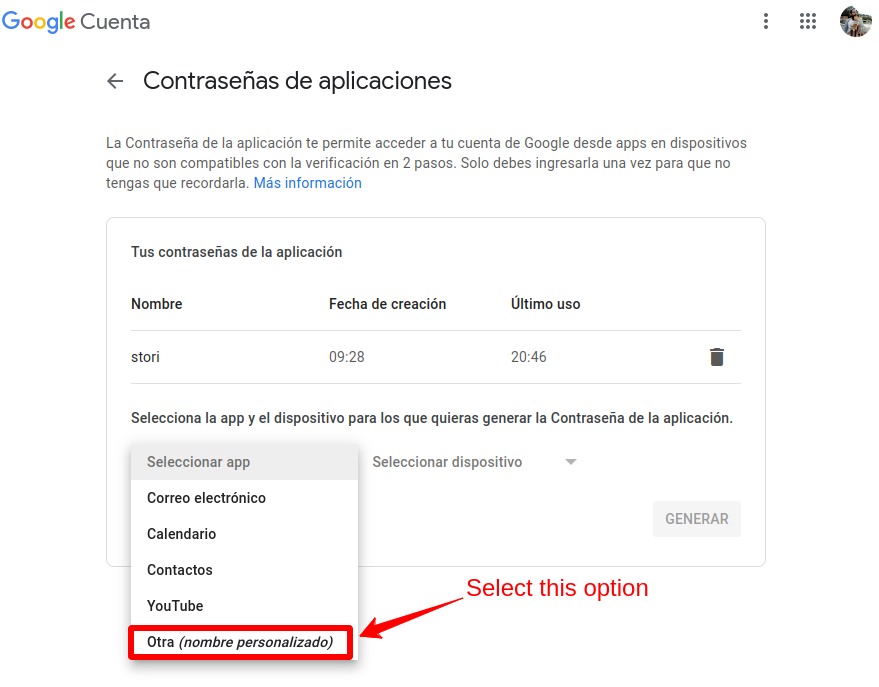 Google Cuenta
Contraseñas de aplicaciones
La Contraseña de la aplicación te permite acceder a tu cuenta de Google desde apps en dispositivos
que no son compatibles con la verificación en 2 pasos. Solo debes ingresarla una vez para que no
tengas que recordarla. Más información
Tus contraseñas de la aplicación
Nombre Fecha de creación Último uso
stori 09:28 20:46
Selecciona la app y el dispositivo para los que quieras generar la Contraseña de la aplicación.
Seleccionar app Seleccionar dispositivo
Correo electrónico
GENERAR
Calendario
Contactos
YouTube
Select this option
Otra (nombre personalizado)